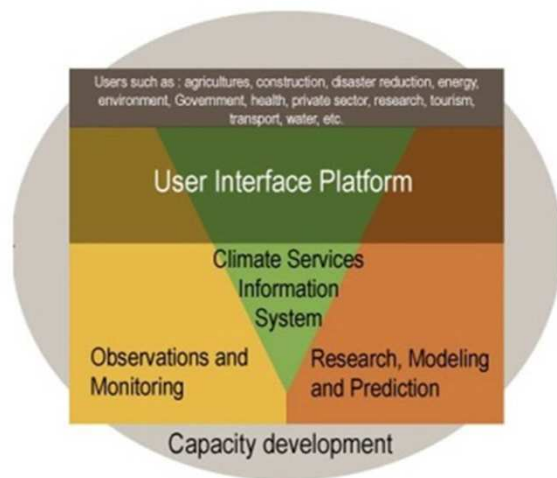 Users such as : agricultures, construction, disaster reduction, energy,
environment, Government, health, private sector, research, tourism,
transport, water, etc.
User Interface Platform
Climate Services
Information
System
Observations and
Monitoring
Research, Modeling
and Prediction
Capacity development